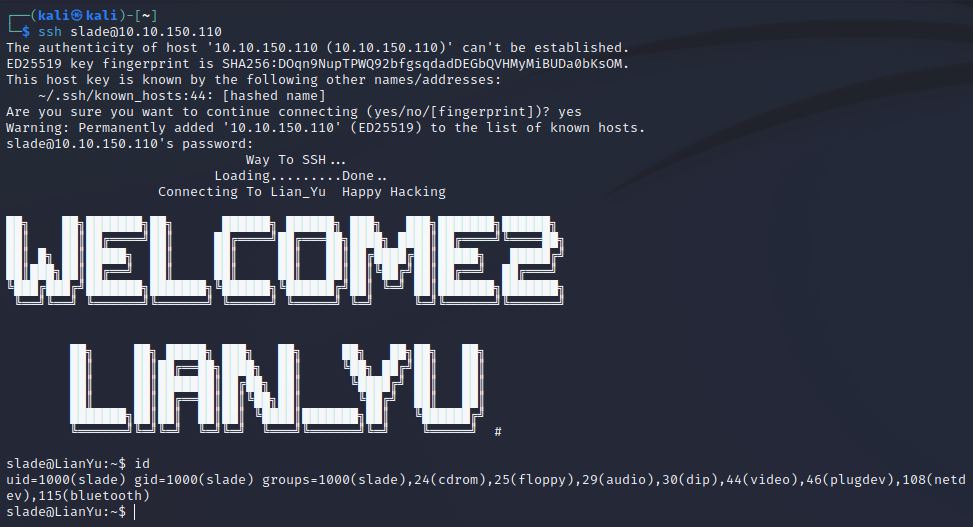 ┌──(kali㉿kali)-[~]
└─$ ssh slade@10.10.150.110
The authenticity of host '10.10.150.110 (10.10.150.110)' can't be established.
ED25519 key fingerprint is SHA256:DOqn9NupTPWQ92bfgsqdadDEGbQVHMyMiBUDa0bKsOM.
This host key is known by the following other names/addresses:
    ~/.ssh/known_hosts:44: [hashed name]
Are you sure you want to continue connecting (yes/no/[fingerprint])? yes
Warning: Permanently added '10.10.150.110' (ED25519) to the list of known hosts.
slade@10.10.150.110's password:
Way To SSH...
Loading.........Done..
Connecting To Lian_Yu  Happy Hacking
WELCOME2
LIAN_YU #
slade@LianYu:~$ id
uid=1000(slade) gid=1000(slade) groups=1000(slade),24(cdrom),25(floppy),29(audio),30(dip),44(video),46(plugdev),108(netd
ev),115(bluetooth)
slade@LianYu:~$